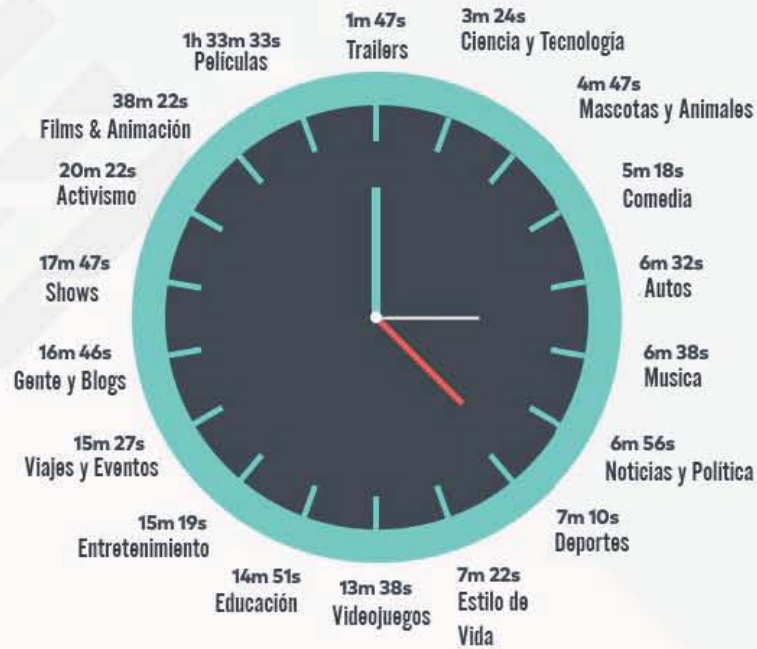 1m 47s
Trailers
3m 24s
Ciencia y Tecnología
4m 47s
Mascotas y Animales
5m 18s
Comedia
6m 32s
Autos
6m 38s
Musica
6m 56s
Noticias y Política
7m 10s
Deportes
7m 22s
Estilo de
Vida
13m 38s
Videojuegos
14m 51s
Educación
15m 19s
Entretenimiento
15m 27s
Viajes y Eventos
16m 46s
Gente y Blogs
17m 47s
Shows
20m 22s
Activismo
38m 22s
Films & Animación
1h 33m 33s
Películas